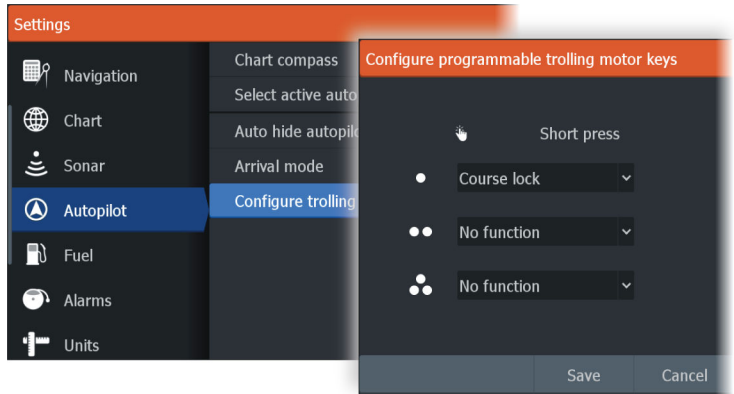 Settings
Navigation
Chart
Sonar
Autopilot
Fuel
Alarms
Units
Chart compass
Select active auto
Auto hide autopilo
Arrival mode
Configure trolling
Configure programmable trolling motor keys
Short press
Course lock
No function
No function
Save
Cancel